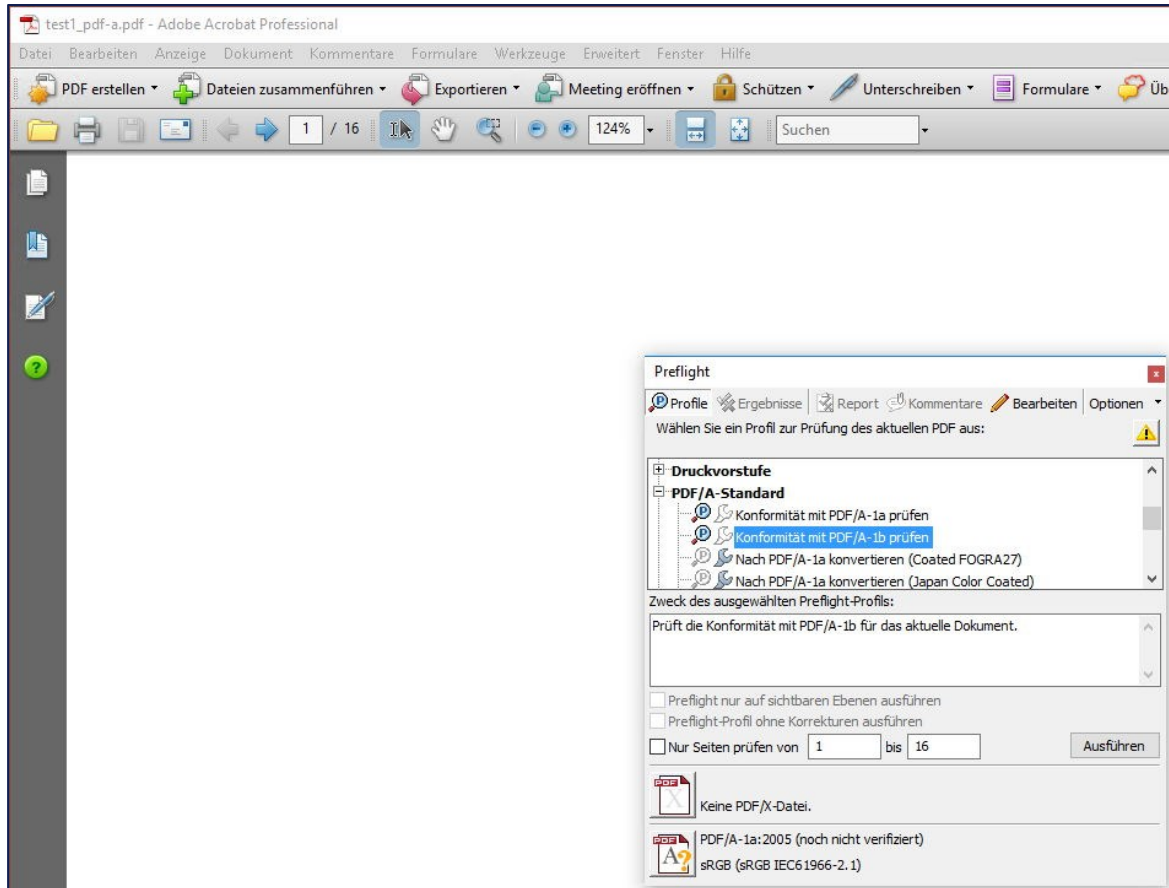 test1_pdf-a.pdf - Adobe Acrobat Professional
Datei Bearbeiten Anzeige Dokument Kommentare Formulare Werkzeuge Erweitert Fenster Hilfe
PDF erstellen Dateien zusammenführen Exportieren Meeting eröffnen Schützen Unterschreiben Formulare Üb
1 / 16 124% Suchen
Preflight
Profile Ergebnisse Report Kommentare Bearbeiten Optionen
Wählen Sie ein Profil zur Prüfung des aktuellen PDF aus:
Druckvorstufe
PDF/A-Standard
Konformität mit PDF/A-1a prüfen
Konformität mit PDF/A-1b prüfen
Nach PDF/A-1a konvertieren (Coated FOGRA27)
Nach PDF/A-1a konvertieren (Japan Color Coated)
Zweck des ausgewählten Preflight-Profils:
Prüft die Konformität mit PDF/A-1b für das aktuelle Dokument.
Preflight nur auf sichtbaren Ebenen ausführen
Preflight-Profil ohne Korrekturen ausführen
Nur Seiten prüfen von 1 bis 16 Ausführen
Keine PDF/X-Datei.
PDF/A-1a:2005 (noch nicht verifiziert)
sRGB (sRGB IEC61966-2.1)